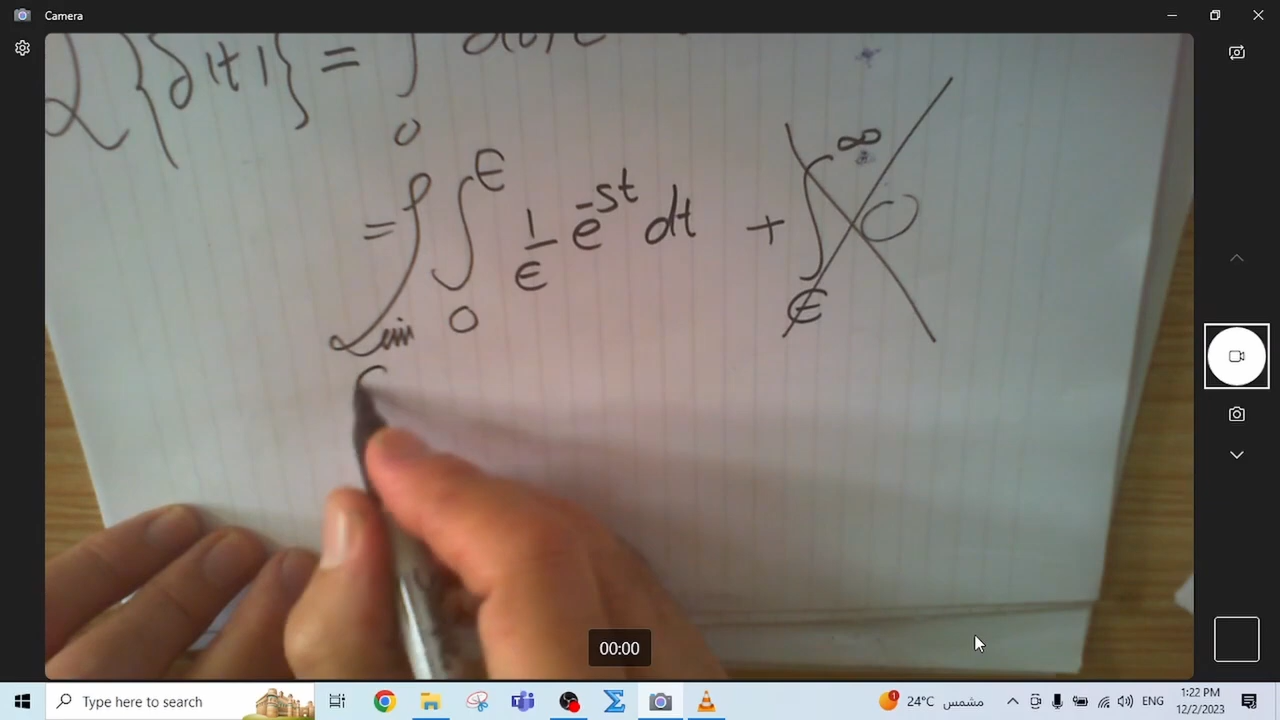 Camera
ℒ{δ(t)} = ∫
0
= ∫₀^ϵ 1/ϵ e^{-st} dt + ∫_ϵ^∞ 0
Lim
00:00
Type here to search
24°C مشمس
ENG
1:22 PM
12/2/2023